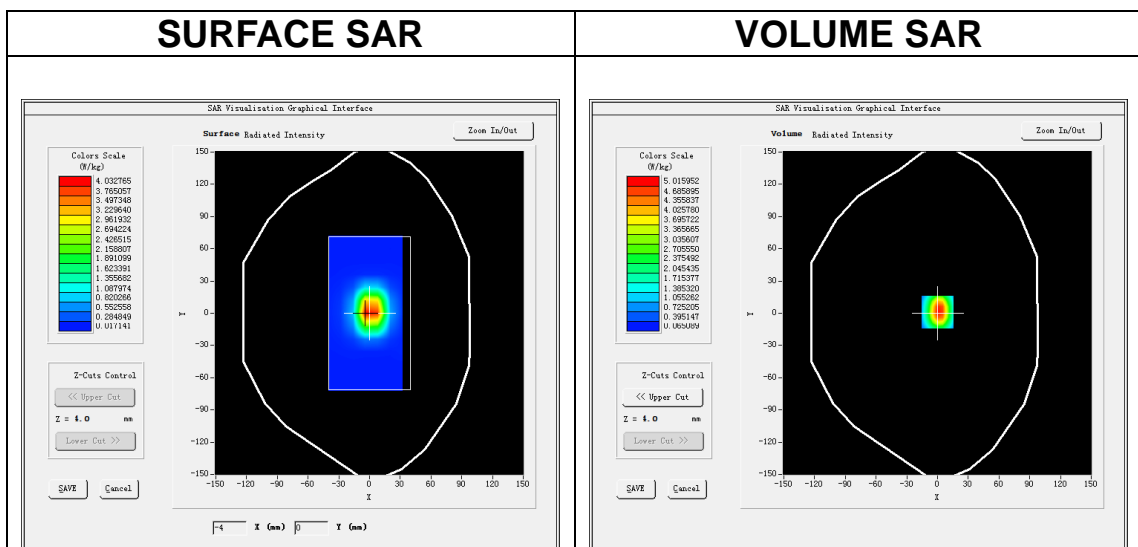 SURFACE SAR
VOLUME SAR
SAR Visualisation Graphical Interface
Surface Radiated Intensity
Zoom In/Out
Colors Scale
(W/kg)
4.032765
3.765057
3.497348
3.229640
2.961932
2.694224
2.426515
2.158807
1.891099
1.623391
1.355682
1.087974
0.820266
0.552558
0.284849
0.017141
150
120
90
60
30
0
-30
-60
-90
-120
-150
Y
-150 -120 -90 -60 -30 0 30 60 90 120 150
X
Z-Cuts Control
<< Upper Cut
Z = 4.0 mm
Lower Cut >>
SAVE Cancel
-4 X (mm) 0 Y (mm)
SAR Visualisation Graphical Interface
Volume Radiated Intensity
Zoom In/Out
Colors Scale
(W/kg)
5.015952
4.685895
4.355837
4.025780
3.695722
3.365665
3.035607
2.705550
2.375492
2.045435
1.715377
1.385320
1.055262
0.725205
0.395147
0.065089
150
120
90
60
30
0
-30
-60
-90
-120
-150
Y
-150 -120 -90 -60 -30 0 30 60 90 120 150
X
Z-Cuts Control
<< Upper Cut
Z = 4.0 mm
Lower Cut >>
SAVE Cancel